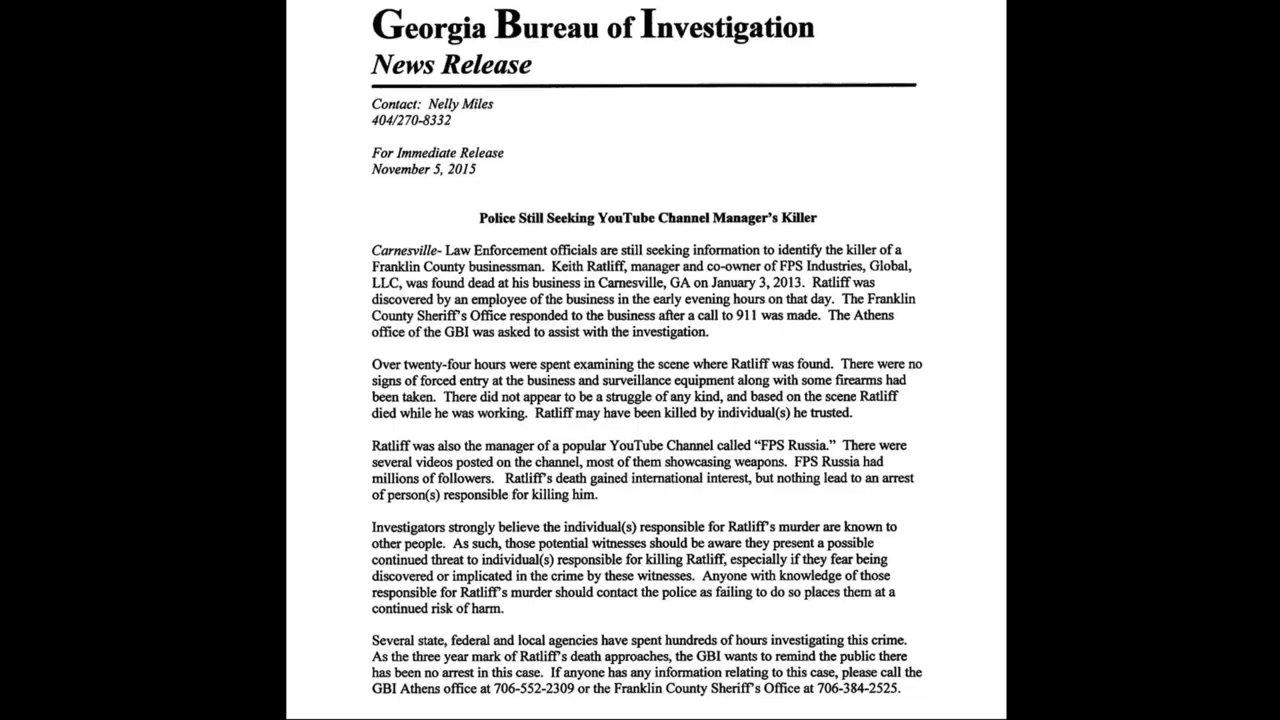 Georgia Bureau of Investigation
News Release
Contact: Nelly Miles
404/270-8332
For Immediate Release
November 5, 2015
Police Still Seeking YouTube Channel Manager's Killer
Carnesville- Law Enforcement officials are still seeking information to identify the killer of a
Franklin County businessman. Keith Ratliff, manager and co-owner of FPS Industries, Global,
LLC, was found dead at his business in Carnesville, GA on January 3, 2013. Ratliff was
discovered by an employee of the business in the early evening hours on that day. The Franklin
County Sheriff's Office responded to the business after a call to 911 was made. The Athens
office of the GBI was asked to assist with the investigation.
Over twenty-four hours were spent examining the scene where Ratliff was found. There were no
signs of forced entry at the business and surveillance equipment along with some firearms had
been taken. There did not appear to be a struggle of any kind, and based on the scene Ratliff
died while he was working. Ratliff may have been killed by individual(s) he trusted.
Ratliff was also the manager of a popular YouTube Channel called "FPS Russia." There were
several videos posted on the channel, most of them showcasing weapons. FPS Russia had
millions of followers. Ratliff's death gained international interest, but nothing lead to an arrest
of person(s) responsible for killing him.
Investigators strongly believe the individual(s) responsible for Ratliff's murder are known to
other people. As such, those potential witnesses should be aware they present a possible
continued threat to individual(s) responsible for killing Ratliff, especially if they fear being
discovered or implicated in the crime by these witnesses. Anyone with knowledge of those
responsible for Ratliff's murder should contact the police as failing to do so places them at a
continued risk of harm.
Several state, federal and local agencies have spent hundreds of hours investigating this crime.
As the three year mark of Ratliff's death approaches, the GBI wants to remind the public there
has been no arrest in this case. If anyone has any information relating to this case, please call the
GBI Athens office at 706-552-2309 or the Franklin County Sheriff's Office at 706-384-2525.